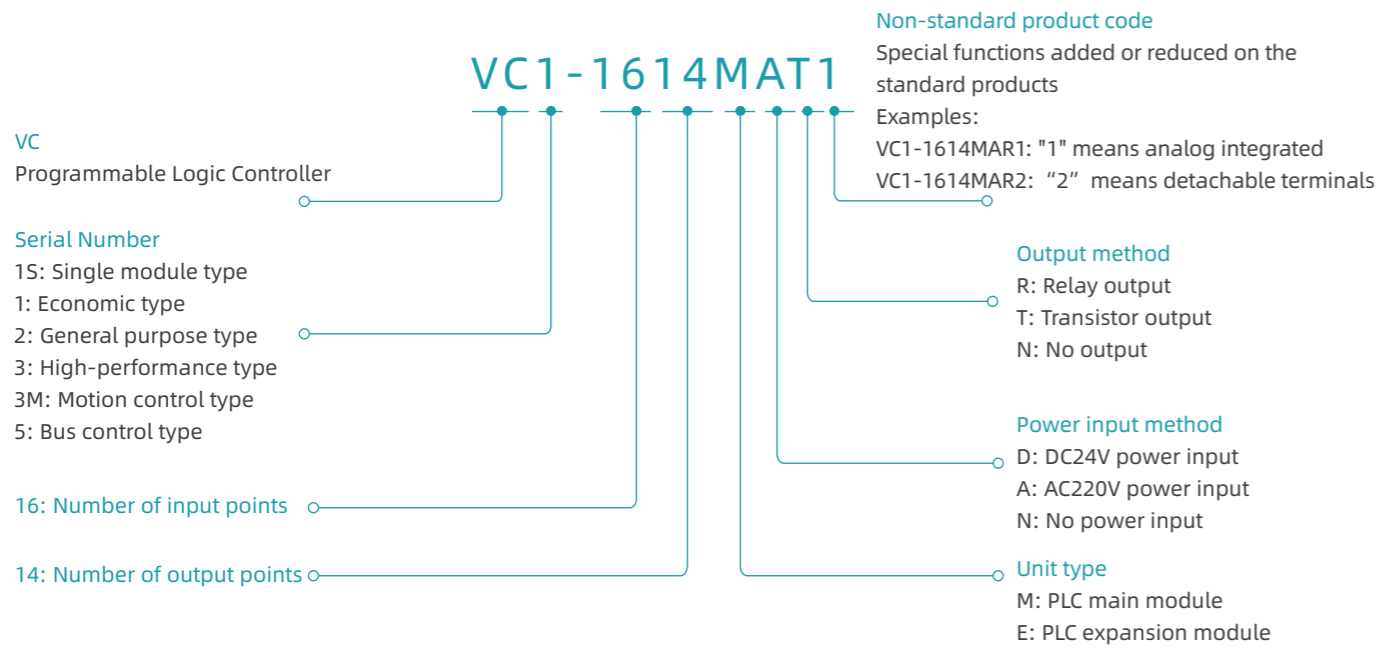 VC1-1614MAT1
Non-standard product code
Special functions added or reduced on the
standard products
Examples:
VC1-1614MAR1: "1" means analog integrated
VC1-1614MAR2: “2” means detachable terminals
VC
Programmable Logic Controller
Serial Number
1S: Single module type
1: Economic type
2: General purpose type
3: High-performance type
3M: Motion control type
5: Bus control type
16: Number of input points
14: Number of output points
Output method
R: Relay output
T: Transistor output
N: No output
Power input method
D: DC24V power input
A: AC220V power input
N: No power input
Unit type
M: PLC main module
E: PLC expansion module